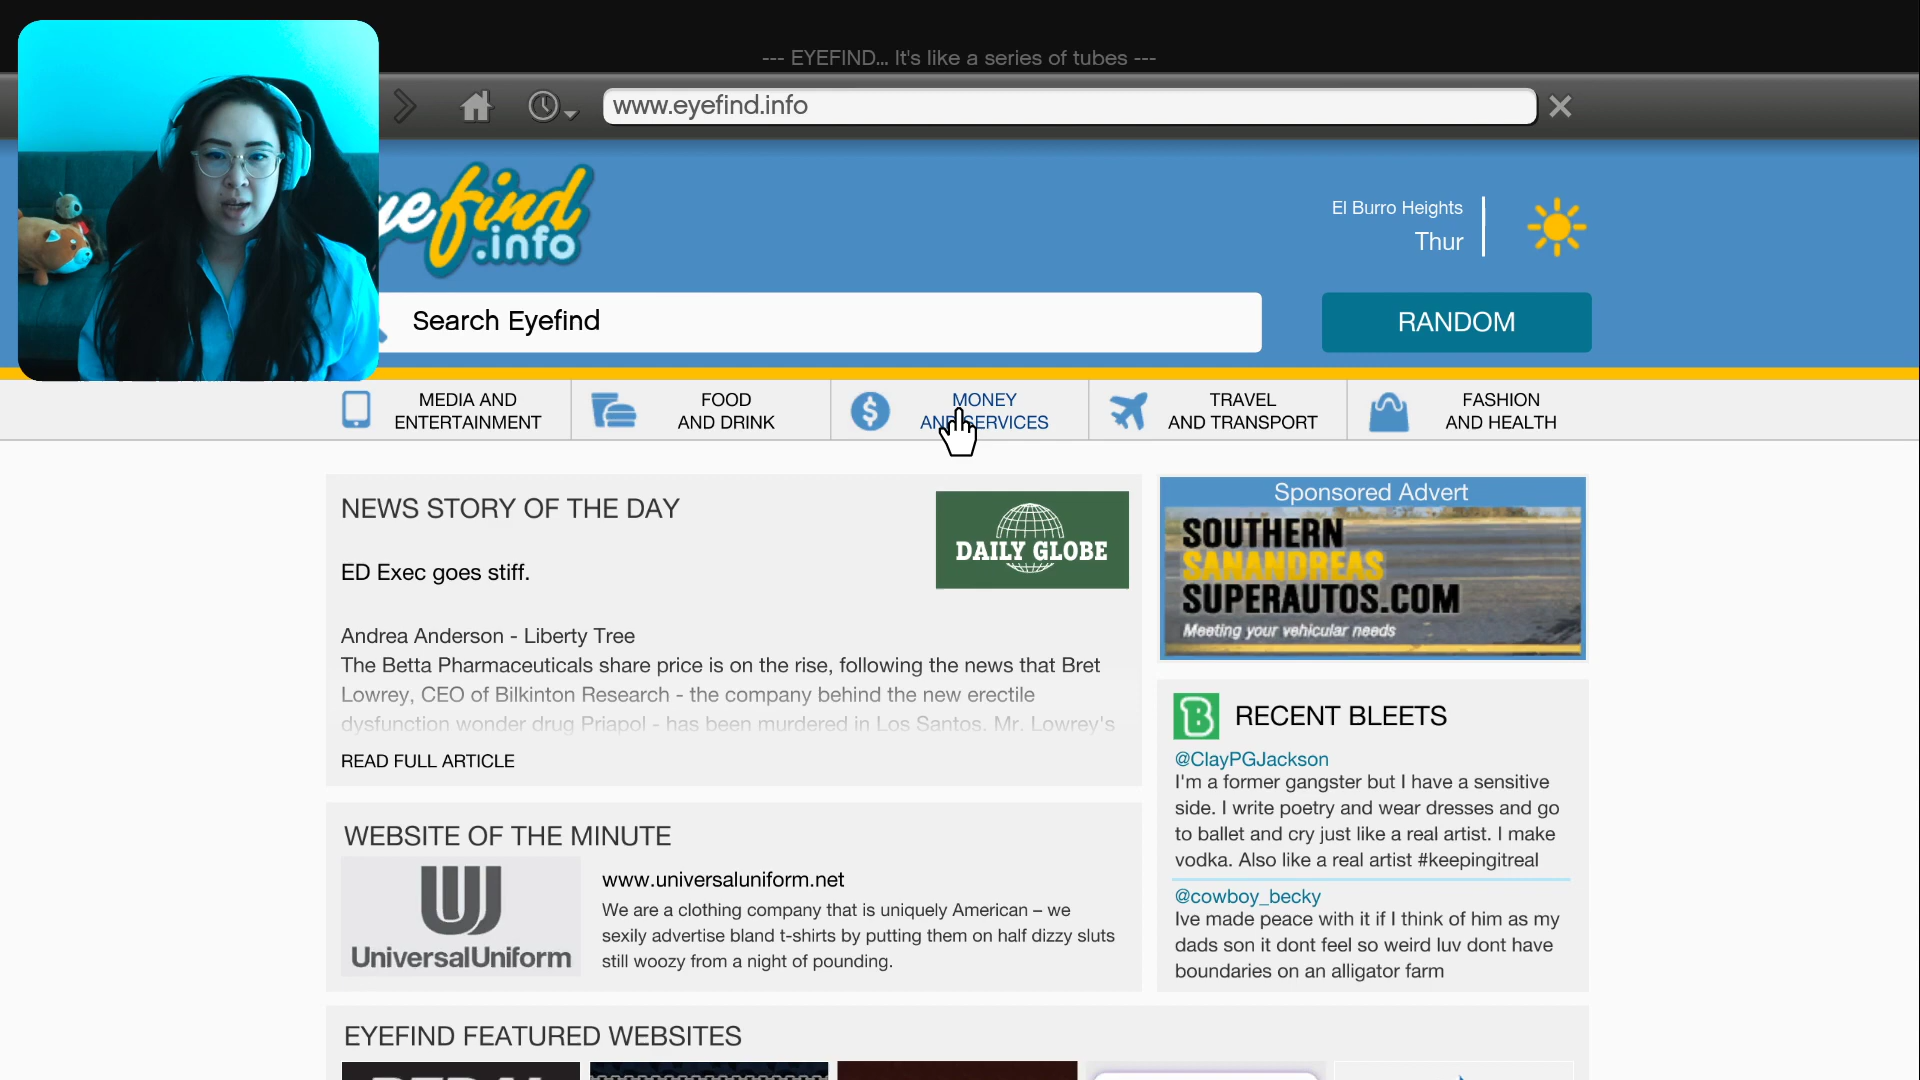 --- EYEFIND... It's like a series of tubes ---
www.eyefind.info
yefind
.info
El Burro Heights
Thur
Search Eyefind
RANDOM
MEDIA AND
ENTERTAINMENT
FOOD
AND DRINK
MONEY
AND SERVICES
TRAVEL
AND TRANSPORT
FASHION
AND HEALTH
NEWS STORY OF THE DAY
DAILY GLOBE
ED Exec goes stiff.
Andrea Anderson - Liberty Tree
The Betta Pharmaceuticals share price is on the rise, following the news that Bret
Lowrey, CEO of Bilkinton Research - the company behind the new erectile
dysfunction wonder drug Priapol - has been murdered in Los Santos. Mr. Lowrey's
READ FULL ARTICLE
Sponsored Advert
SOUTHERN
SANANDREAS
SUPERAUTOS.COM
Meeting your vehicular needs
RECENT BLEETS
@ClayPGJackson
I'm a former gangster but I have a sensitive
side. I write poetry and wear dresses and go
to ballet and cry just like a real artist. I make
vodka. Also like a real artist #keepingitreal
@cowboy_becky
Ive made peace with it if I think of him as my
dads son it dont feel so weird luv dont have
boundaries on an alligator farm
WEBSITE OF THE MINUTE
UniversalUniform
www.universaluniform.net
We are a clothing company that is uniquely American – we
sexily advertise bland t-shirts by putting them on half dizzy sluts
still woozy from a night of pounding.
EYEFIND FEATURED WEBSITES